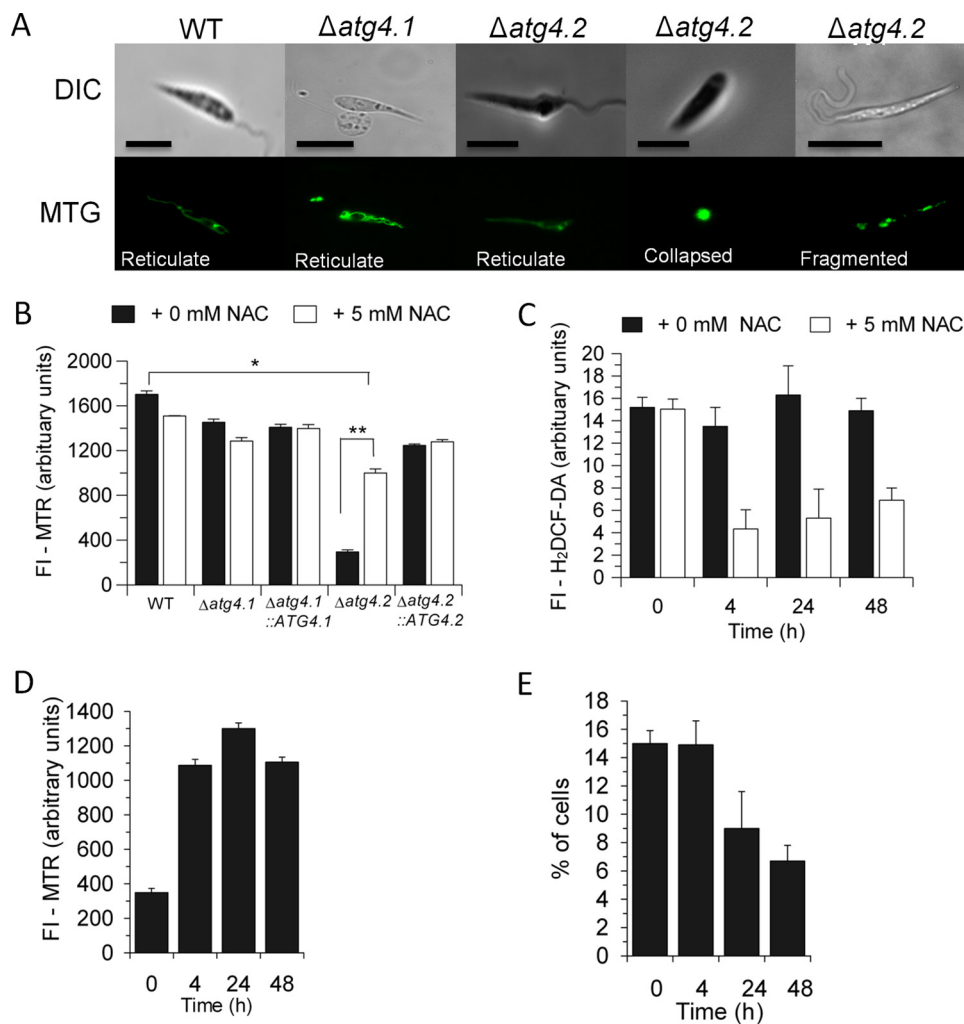 A
WT Δatg4.1 Δatg4.2 Δatg4.2 Δatg4.2
DIC
MTG
Reticulate Reticulate Reticulate Collapsed Fragmented
B
+ 0 mM NAC + 5 mM NAC
FI - MTR (arbituary units)
2000
1600
1200
800
400
0
*
**
WT Δatg4.1 Δatg4.1 Δatg4.2 Δatg4.2
::ATG4.1 ::ATG4.2
C
+ 0 mM NAC + 5 mM NAC
FI - H₂DCF-DA (arbituary units)
20
18
16
14
12
10
8
6
4
2
0
0 4 24 48
Time (h)
D
FI - MTR (arbitrary units)
1400
1200
1000
800
600
400
200
0
0 4 24 48
Time (h)
E
% of cells
18
16
14
12
10
8
6
4
2
0
0 4 24 48
Time (h)